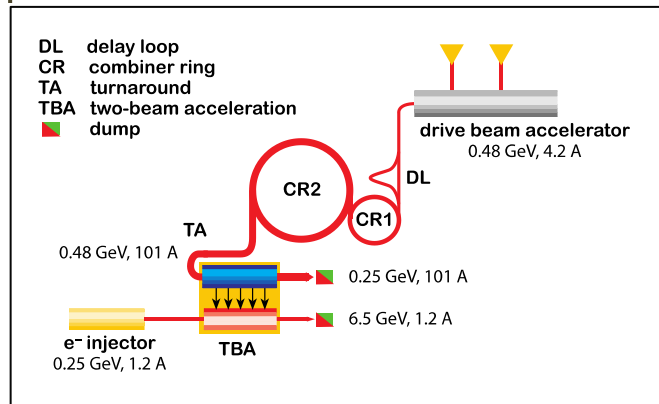 DL delay loop
CR combiner ring
TA turnaround
TBA two-beam acceleration
dump
drive beam accelerator
0.48 GeV, 4.2 A
DL
CR2
CR1
TA
0.48 GeV, 101 A
0.25 GeV, 101 A
6.5 GeV, 1.2 A
e⁻ injector
0.25 GeV, 1.2 A
TBA